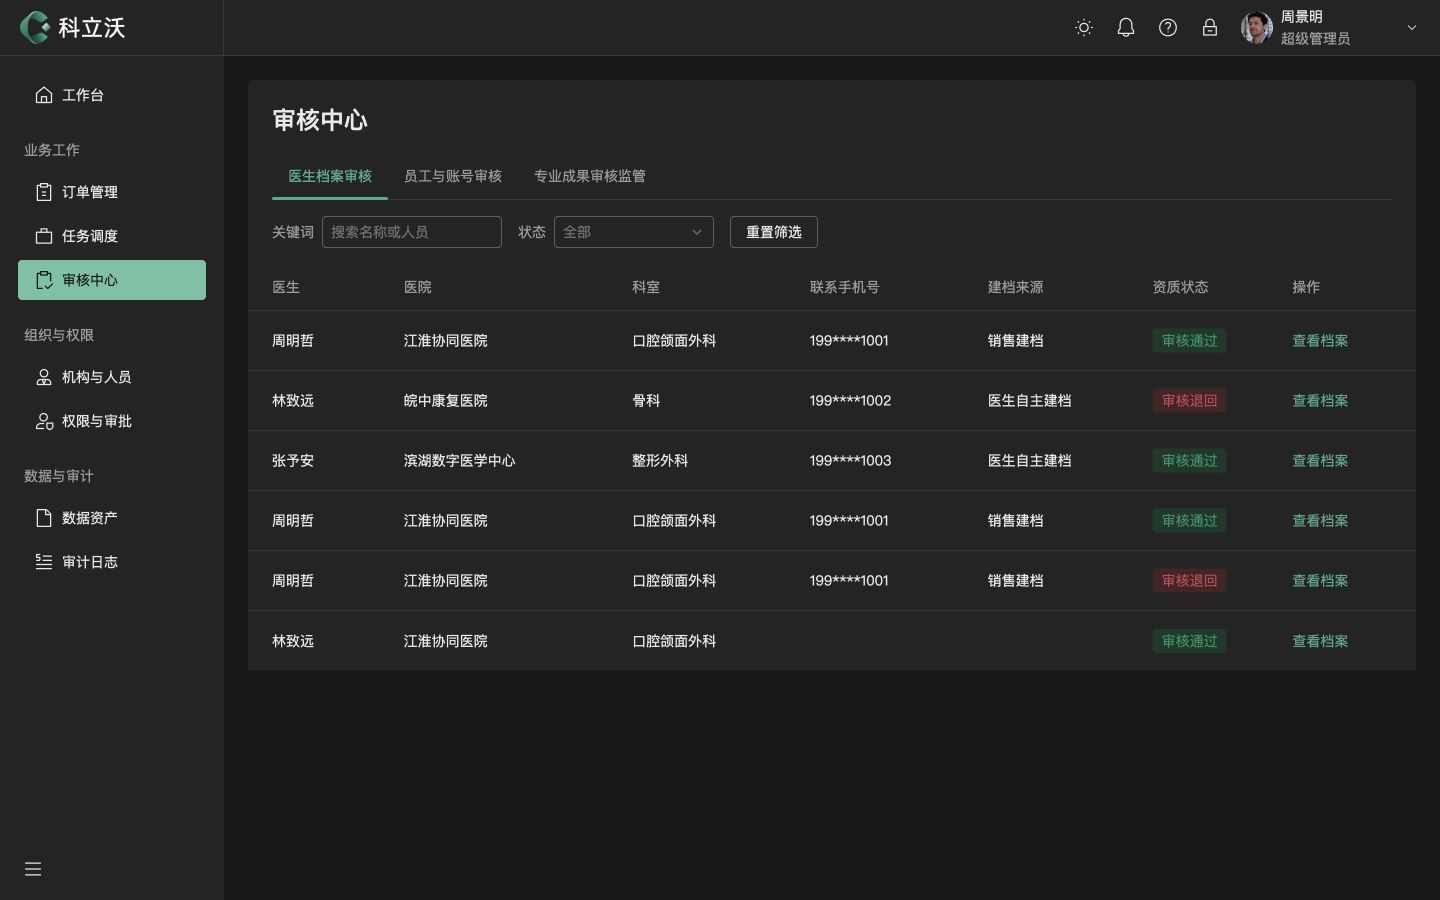 科立沃
周景明
超级管理员
工作台
业务工作
订单管理
任务调度
审核中心
组织与权限
机构与人员
权限与审批
数据与审计
数据资产
审计日志
审核中心
医生档案审核 员工与账号审核 专业成果审核监管
关键词 搜索名称或人员 状态 全部 重置筛选
医生 医院 科室 联系手机号 建档来源 资质状态 操作
周明哲 江淮协同医院 口腔颌面外科 199****1001 销售建档 审核通过 查看档案
林致远 皖中康复医院 骨科 199****1002 医生自主建档 审核退回 查看档案
张予安 滨湖数字医学中心 整形外科 199****1003 医生自主建档 审核通过 查看档案
周明哲 江淮协同医院 口腔颌面外科 199****1001 销售建档 审核通过 查看档案
周明哲 江淮协同医院 口腔颌面外科 199****1001 销售建档 审核退回 查看档案
林致远 江淮协同医院 口腔颌面外科 审核通过 查看档案